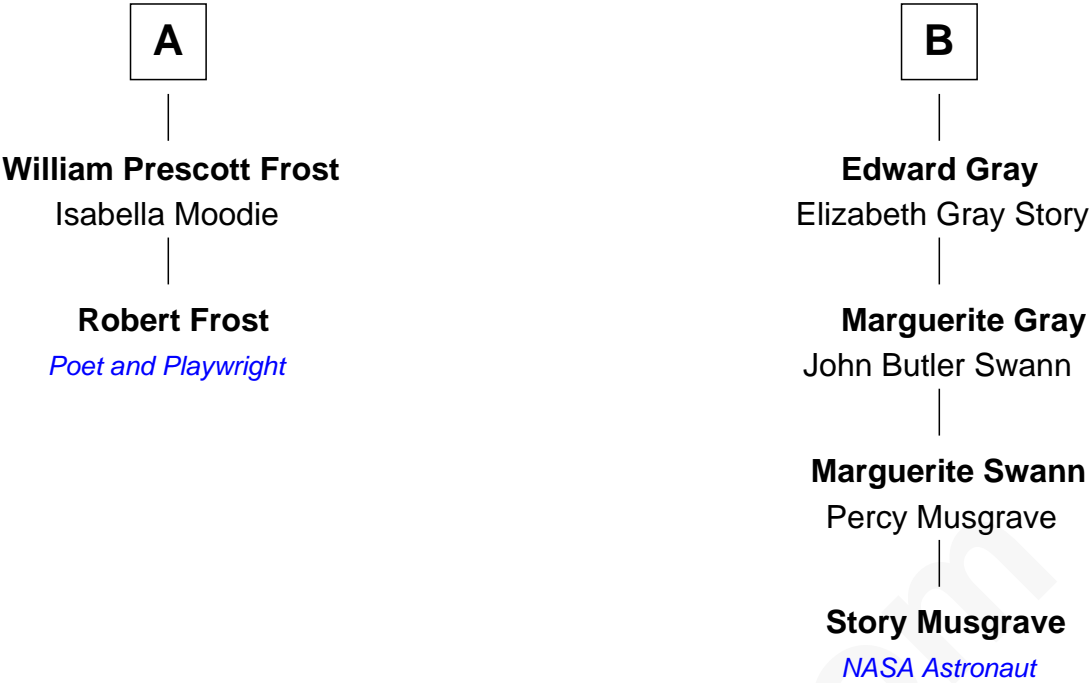 A
William Prescott Frost
Isabella Moodie
Robert Frost
Poet and Playwright
B
Edward Gray
Elizabeth Gray Story
Marguerite Gray
John Butler Swann
Marguerite Swann
Percy Musgrave
Story Musgrave
NASA Astronaut